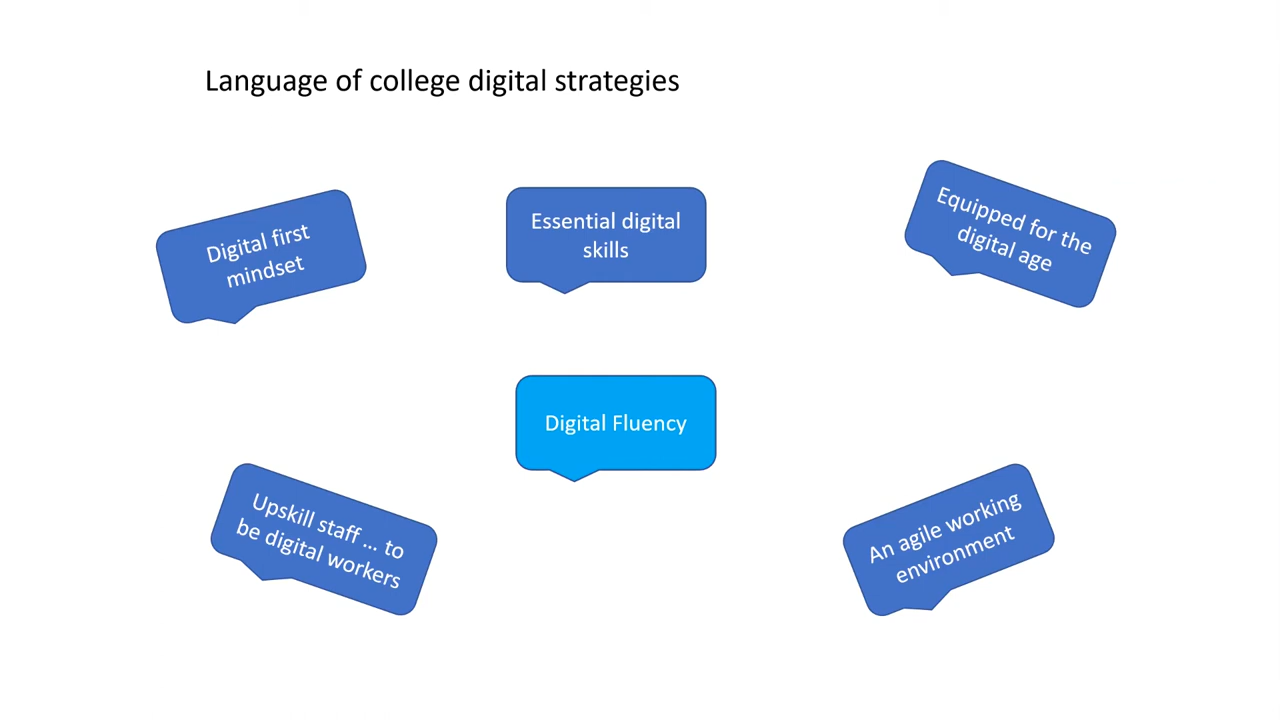 Language of college digital strategies
Digital first
mindset
Essential digital
skills
Equipped for the
digital age
Digital Fluency
Upskill staff ... to
be digital workers
An agile working
environment